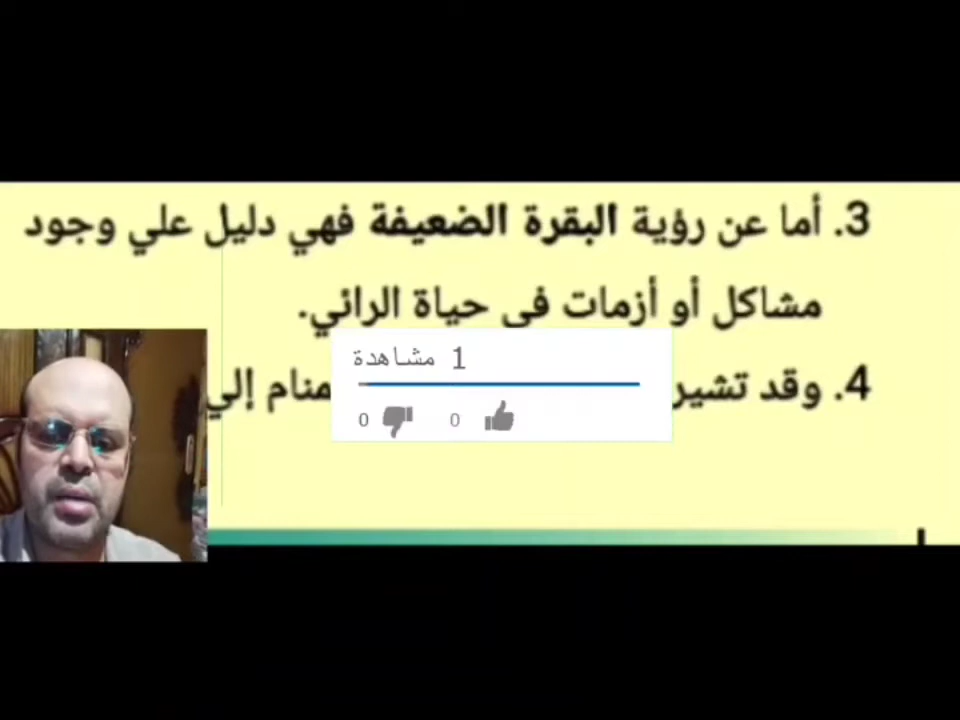 3. أما عن رؤية البقرة الضعيفة فهي دليل علي وجود
مشاكل أو أزمات في حياة الرائي.
4. وقد تشير
منام إلي
1 مشاهدة
0 0